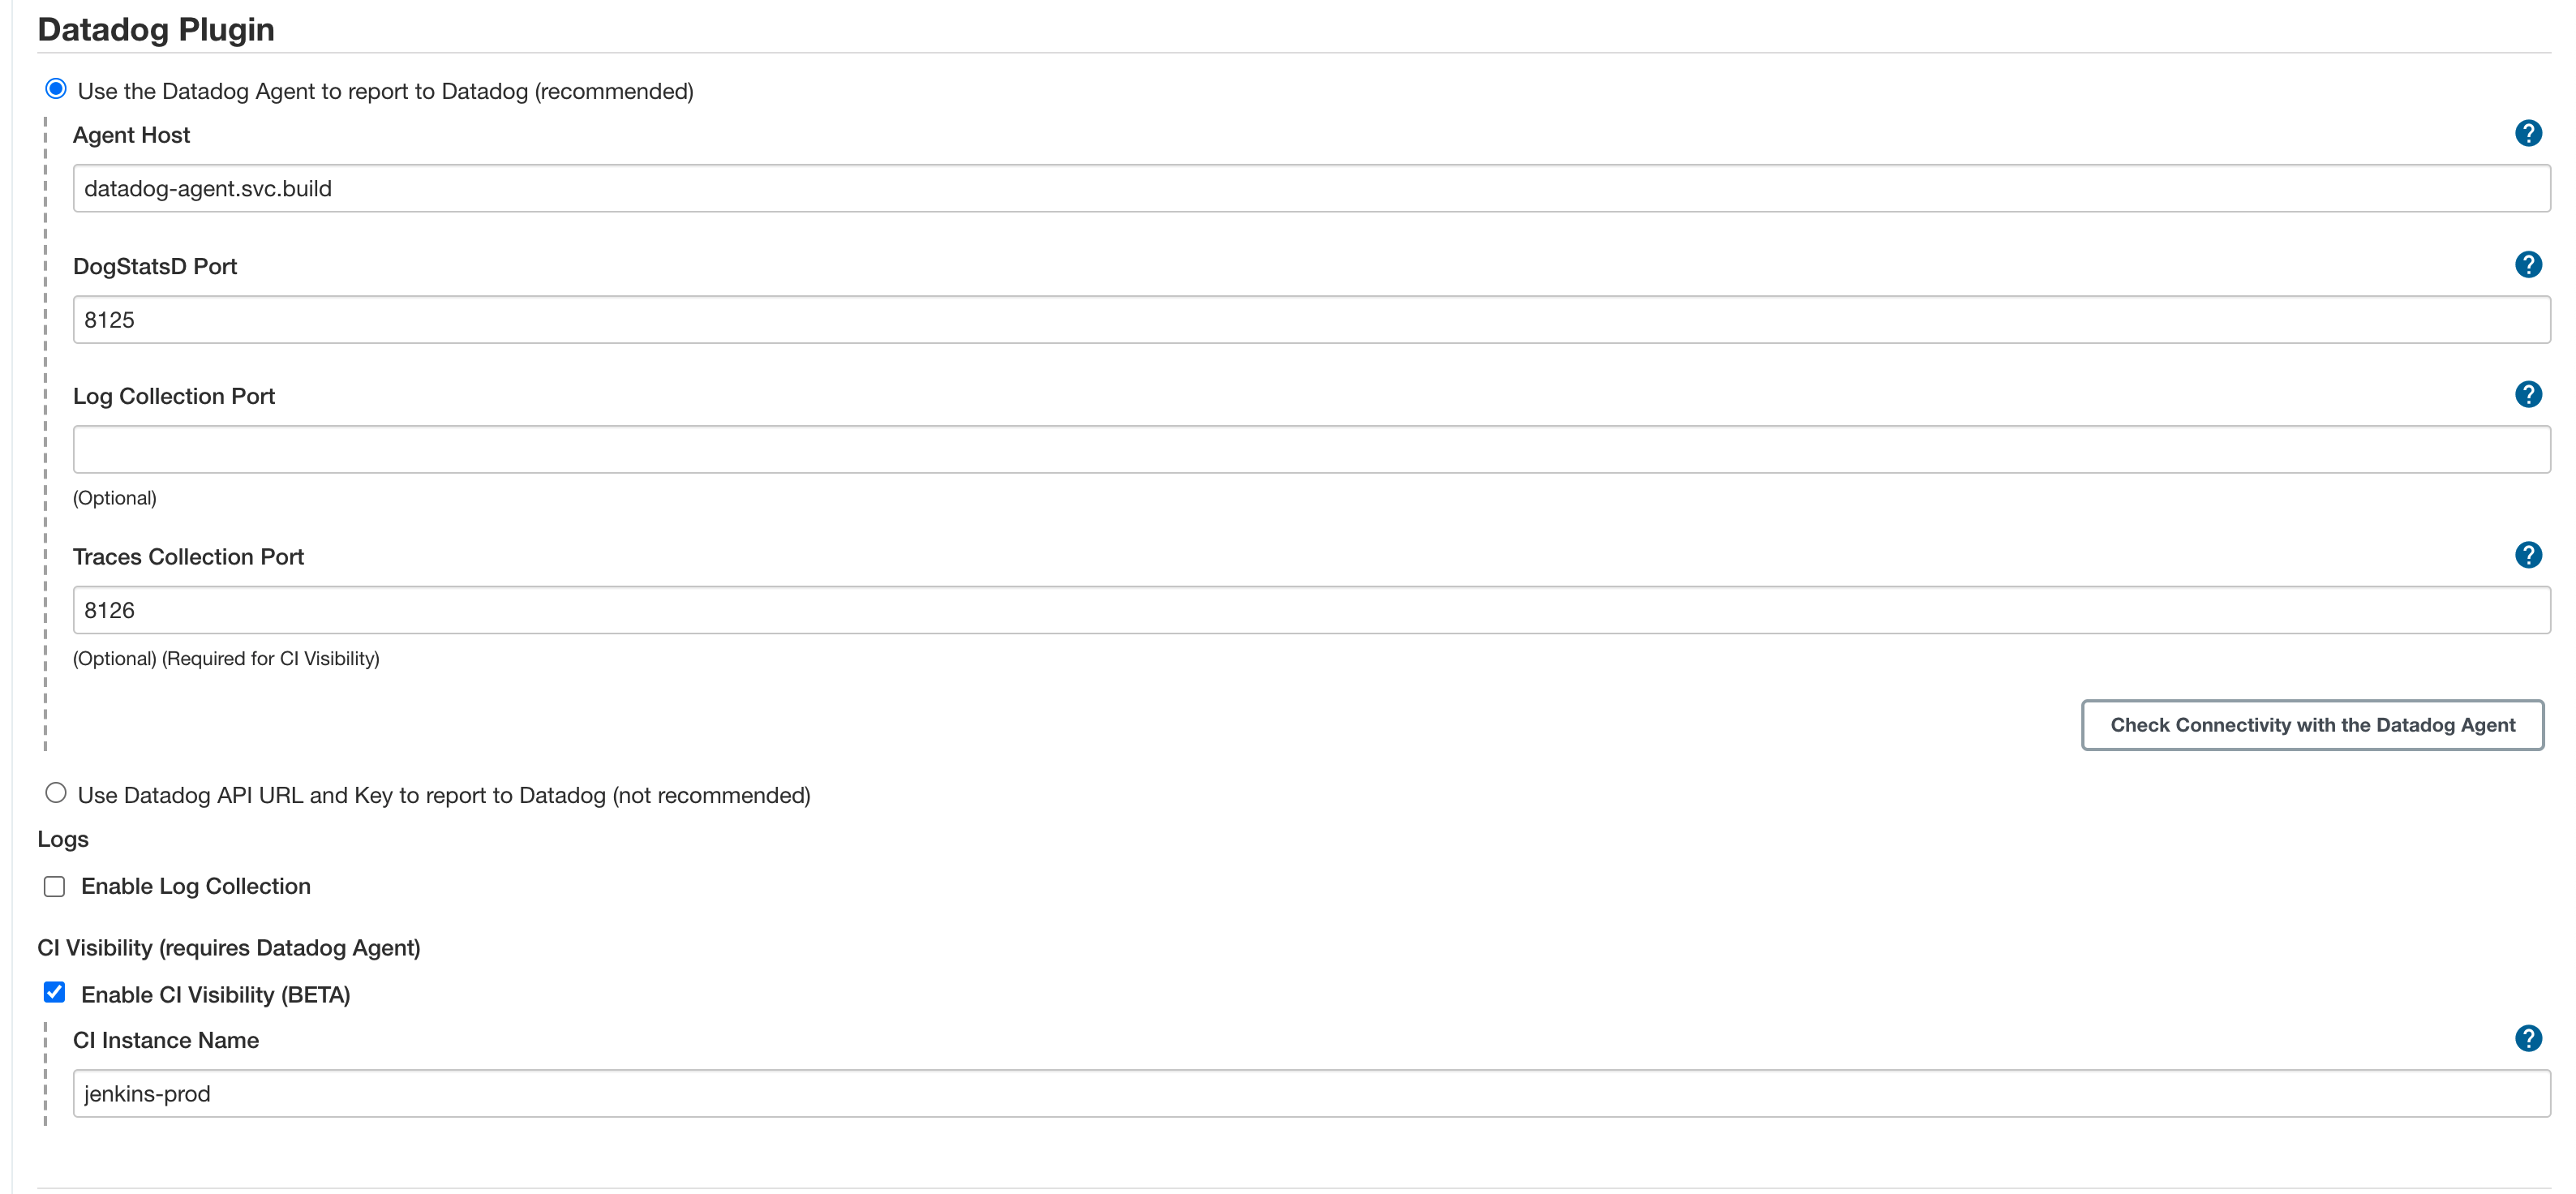 Datadog Plugin
Use the Datadog Agent to report to Datadog (recommended)
Agent Host
?
datadog-agent.svc.build
DogStatsD Port
?
8125
Log Collection Port
?
(Optional)
Traces Collection Port
?
8126
(Optional) (Required for CI Visibility)
Check Connectivity with the Datadog Agent
Use Datadog API URL and Key to report to Datadog (not recommended)
Logs
Enable Log Collection
CI Visibility (requires Datadog Agent)
Enable CI Visibility (BETA)
CI Instance Name
?
jenkins-prod